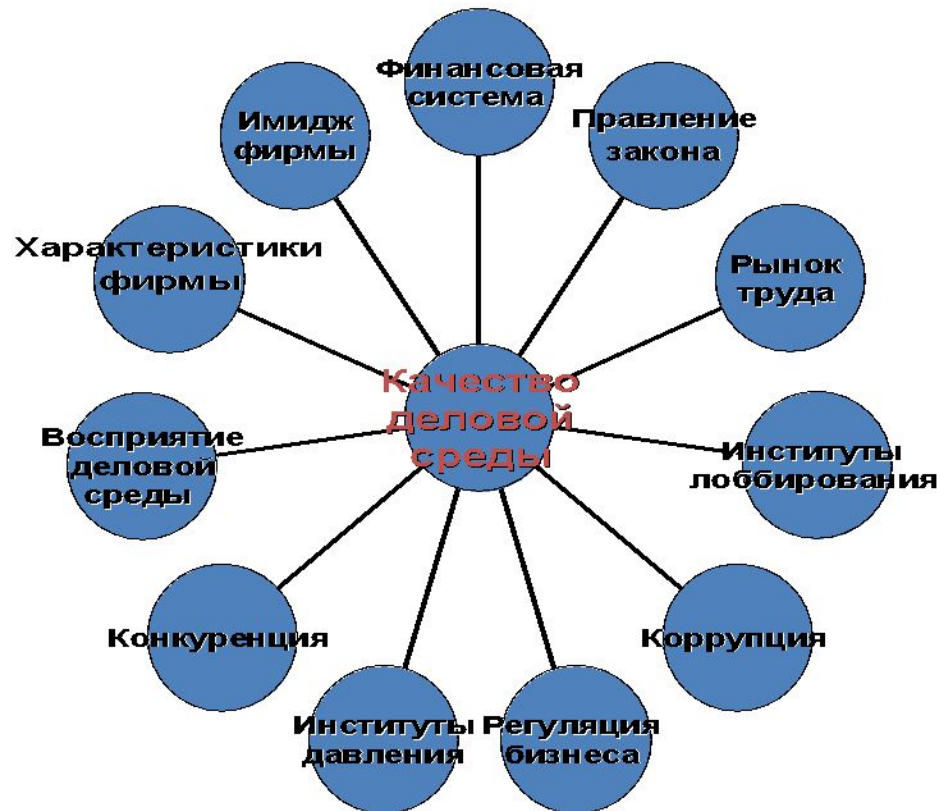 Финансовая
система
Правление
закона
Рынок
труда
Институты
лоббирования
Коррупция
Регуляция
бизнеса
Институты
давления
Конкуренция
Восприятие
деловой
среды
Характеристики
фирмы
Имидж
фирмы
Качество
деловой
среды